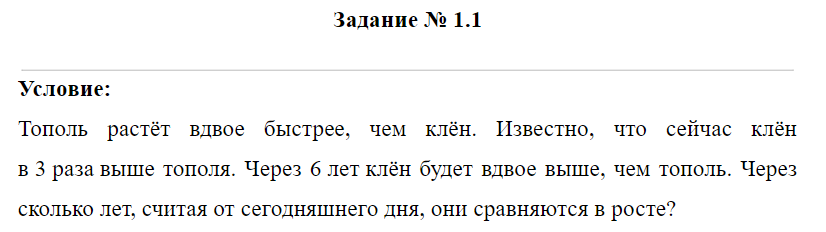 Задание № 1.1
Условие:
Тополь растёт вдвое быстрее, чем клён. Известно, что сейчас клён
в 3 раза выше тополя. Через 6 лет клён будет вдвое выше, чем тополь. Через
сколько лет, считая от сегодняшнего дня, они сравняются в росте?